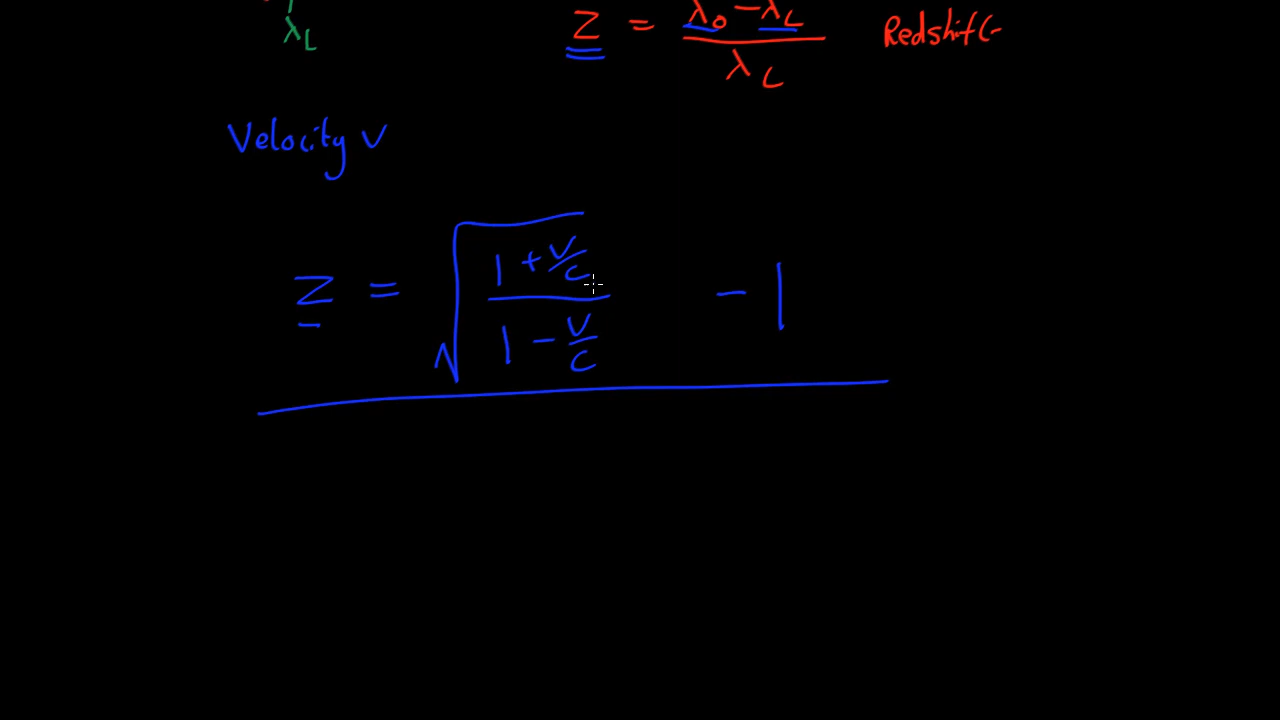 λL
z = (λo - λL) / λL Redshift
Velocity v
z = √((1 + v/c) / (1 - v/c)) - 1